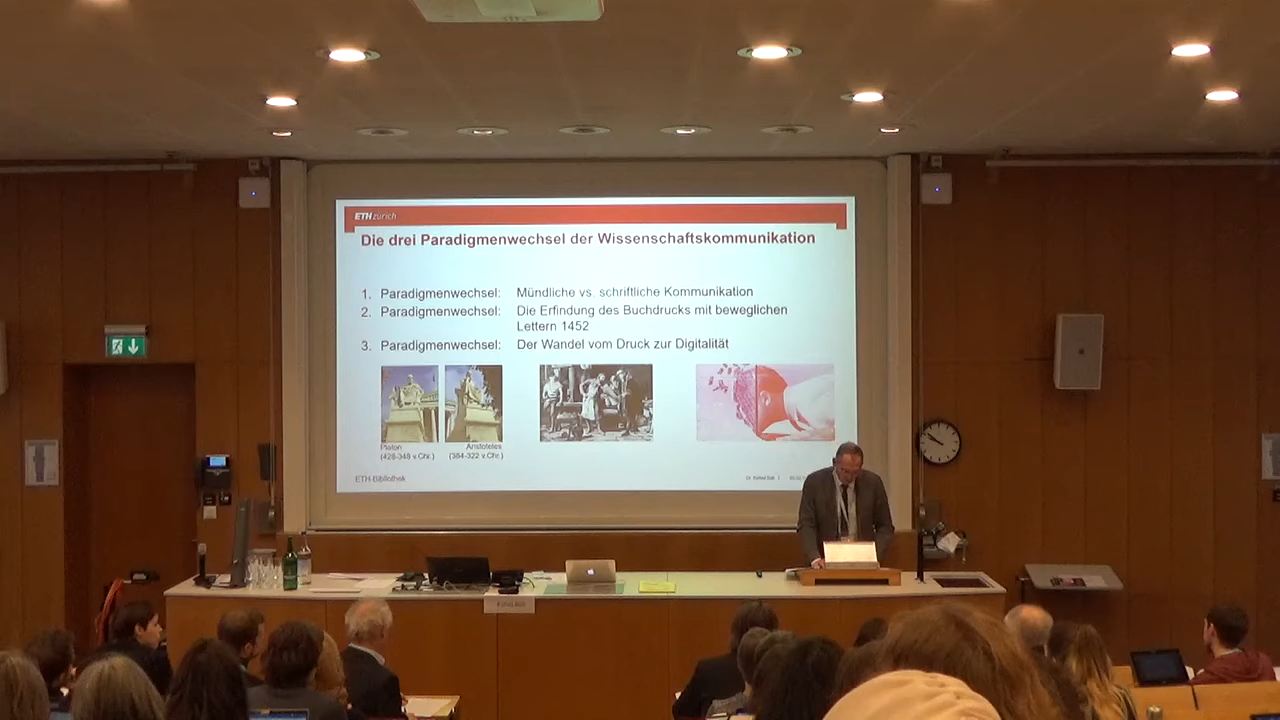 ETH zürich
Die drei Paradigmenwechsel der Wissenschaftskommunikation
1. Paradigmenwechsel: Mündliche vs. schriftliche Kommunikation
2. Paradigmenwechsel: Die Erfindung des Buchdrucks mit beweglichen
Lettern 1452
3. Paradigmenwechsel: Der Wandel vom Druck zur Digitalität
Platon
(428-348 v.Chr.)
Aristoteles
(384-322 v.Chr.)
ETH-Bibliothek